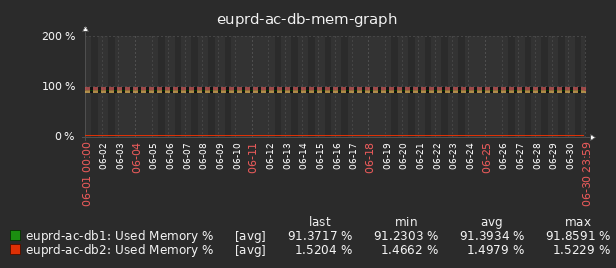 euprd-ac-db-mem-graph
200 %
100 %
0 %
06-01 00:00 06-02 06-03 06-04 06-05 06-06 06-07 06-08 06-09 06-10 06-11 06-12 06-13 06-14 06-15 06-16 06-17 06-18 06-19 06-20 06-21 06-22 06-23 06-24 06-25 06-26 06-27 06-28 06-29 06-30 06-30 23:59
last min avg max
euprd-ac-db1: Used Memory % [avg] 91.3717 % 91.2303 % 91.3934 % 91.8591 %
euprd-ac-db2: Used Memory % [avg] 1.5204 % 1.4662 % 1.4979 % 1.5229 %